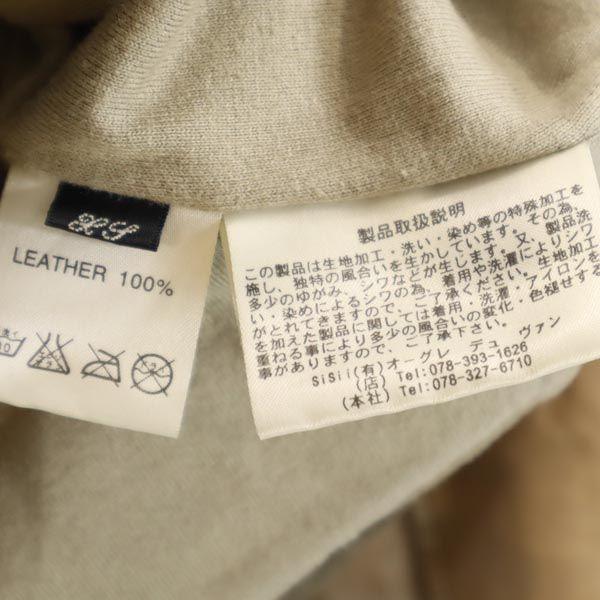 LEATHER 100%
製品取扱説明
この製品は生地加工・洗い・染め等の特殊加工を
施し、独特の風合いを生かしています。その為、
多少のゆがみ、シワなどが生じます。又、製品洗
い・染めによるシワの為、着用や洗濯によりシワ
がとれてきますので、ご了承ください。生地加工
を加えた製品に関しては着用・洗濯・アイロンを
重ねる事により多少の風合いの変化・色褪せする
事がありますので、ご了承下さい。
SiSii(有)オーグレ デュ ヴァン
(店) Tel:078-393-1626
(本社) Tel:078-327-6710